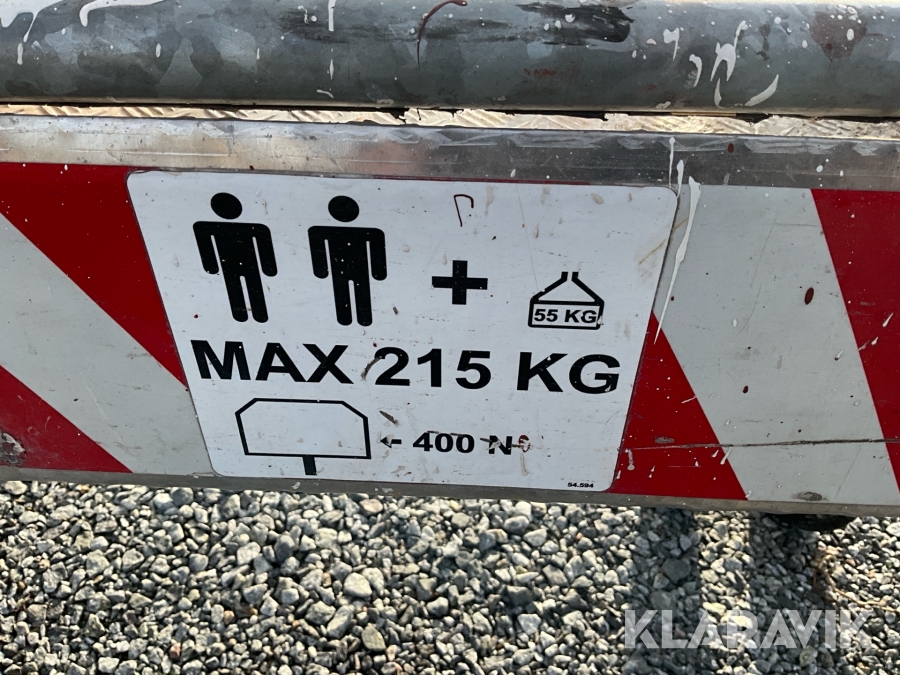 +
55 KG
MAX 215 KG
← 400 N
54.594
KLARAVIK